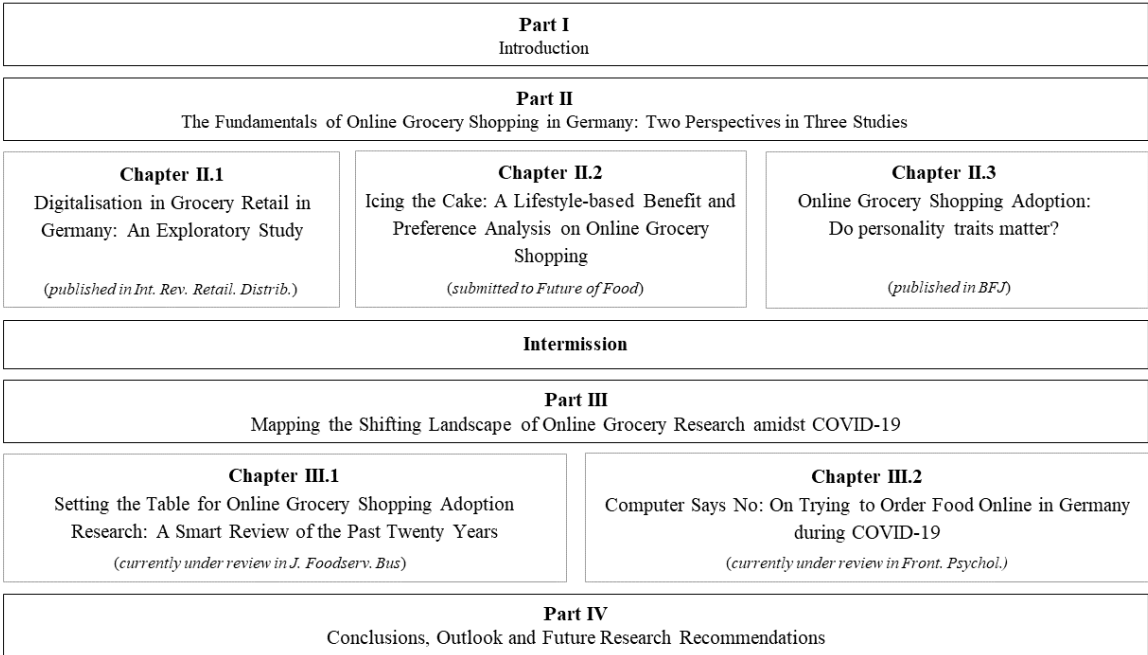 Part I
Introduction
Part II
The Fundamentals of Online Grocery Shopping in Germany: Two Perspectives in Three Studies
Chapter II.1
Digitalisation in Grocery Retail in
Germany: An Exploratory Study
(published in Int. Rev. Retail. Distrib.)
Chapter II.2
Icing the Cake: A Lifestyle-based Benefit and
Preference Analysis on Online Grocery
Shopping
(submitted to Future of Food)
Chapter II.3
Online Grocery Shopping Adoption:
Do personality traits matter?
(published in BFJ)
Intermission
Part III
Mapping the Shifting Landscape of Online Grocery Research amidst COVID-19
Chapter III.1
Setting the Table for Online Grocery Shopping Adoption
Research: A Smart Review of the Past Twenty Years
(currently under review in J. Foodserv. Bus)
Chapter III.2
Computer Says No: On Trying to Order Food Online in Germany
during COVID-19
(currently under review in Front. Psychol.)
Part IV
Conclusions, Outlook and Future Research Recommendations